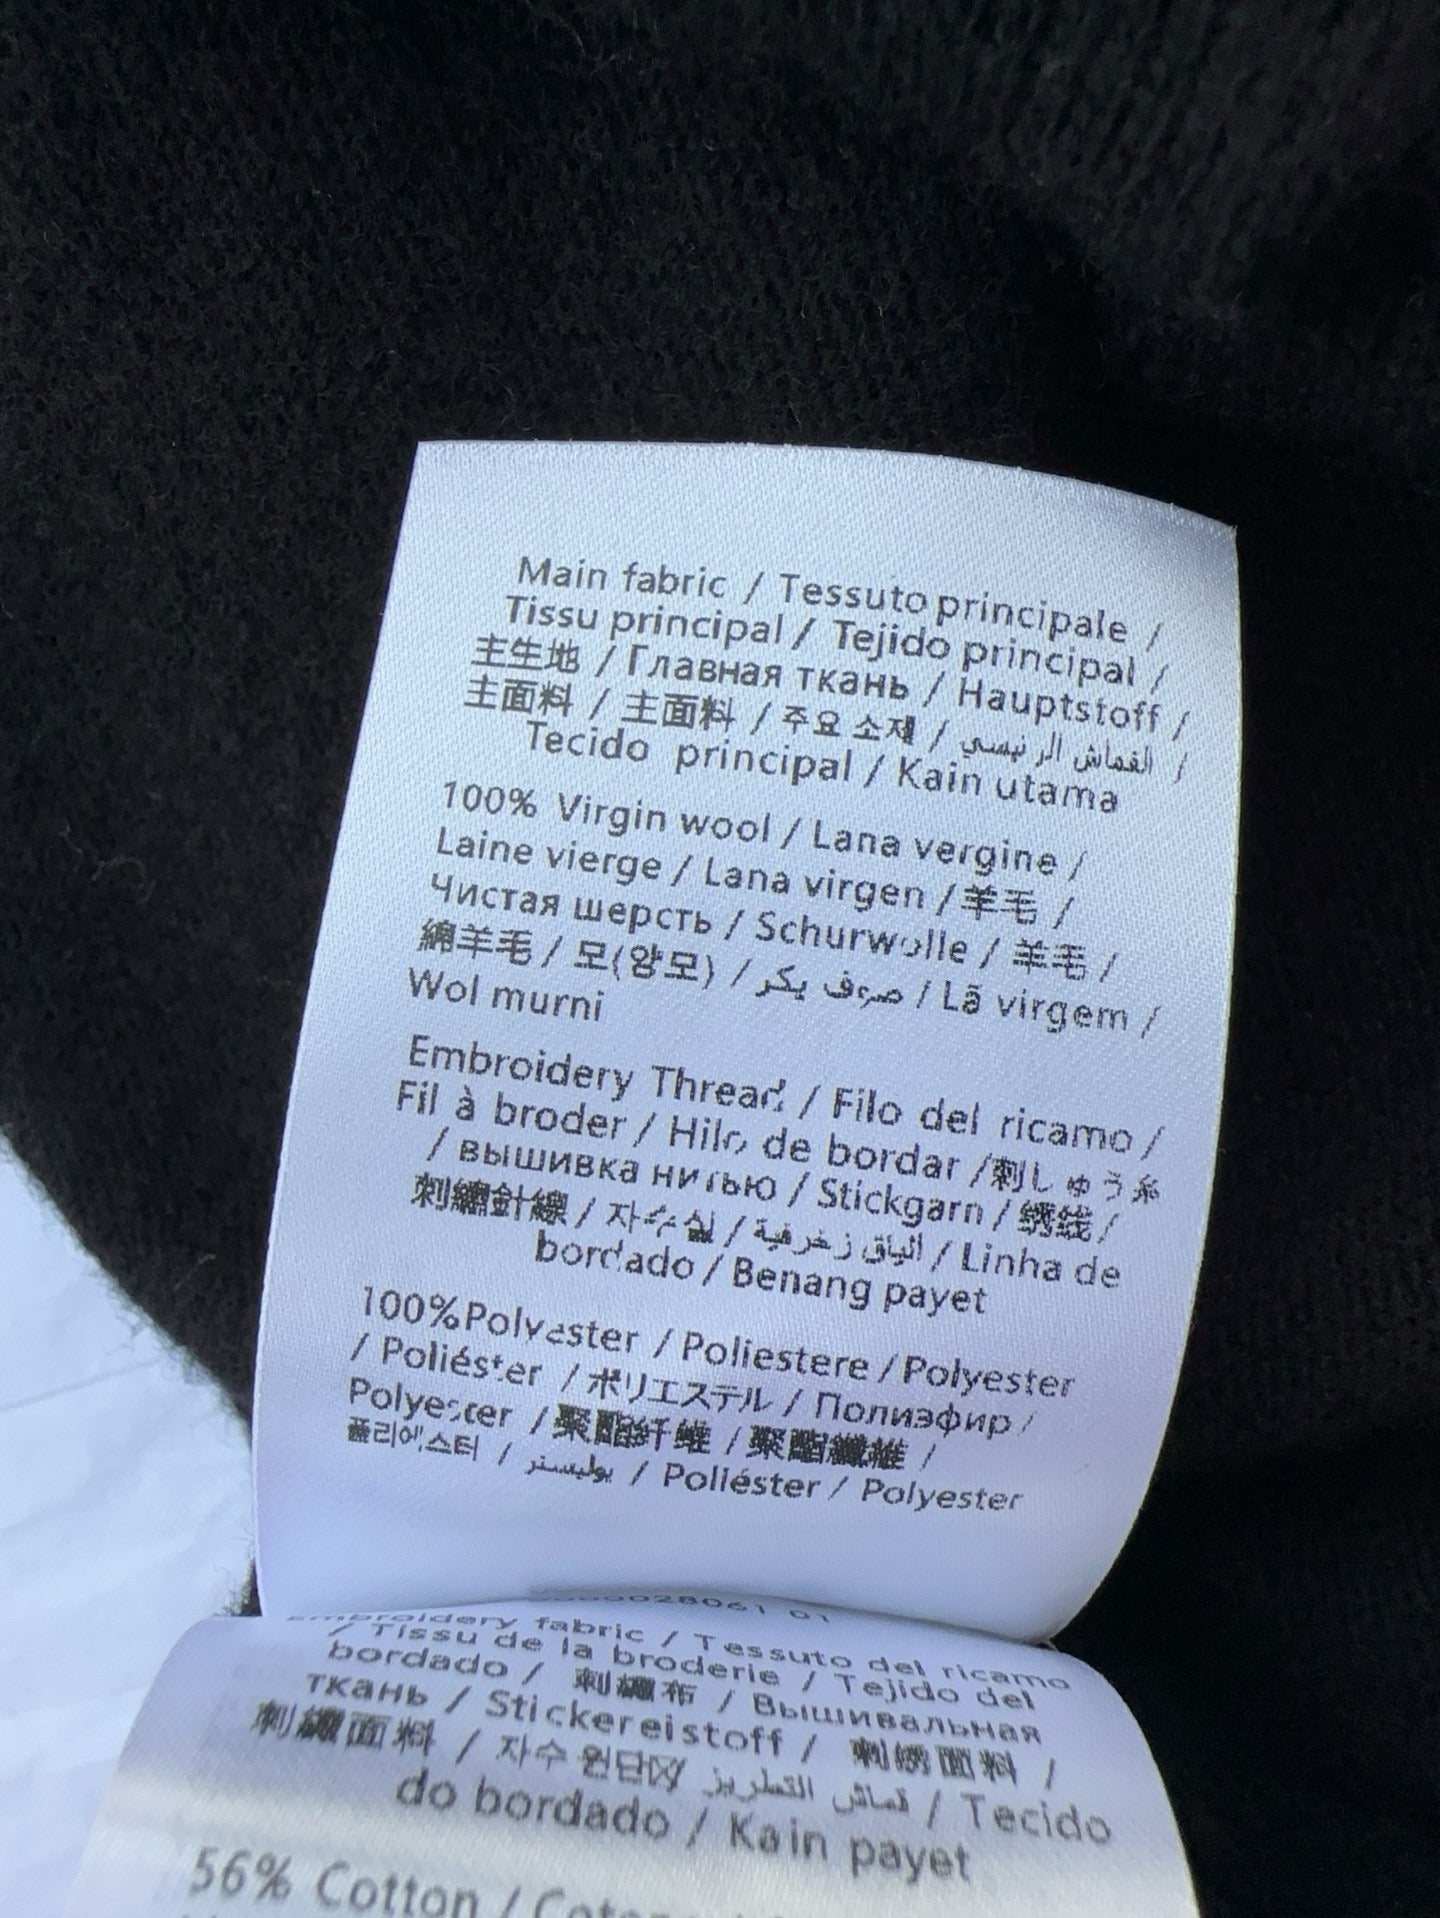 Main fabric / Tessuto principale /
Tissu principal / Tejido principal /
主生地 / Главная ткань / Hauptstoff /
主面料 / 主面料 / 주요 소재 / القماش الرئيسي /
Tecido principal / Kain utama
100% Virgin wool / Lana vergine /
Laine vierge / Lana virgen / 羊毛 /
Чистая шерсть / Schurwolle / 羊毛 /
綿羊毛 / 모(양모) / صوف بكر / Lã virgem /
Wol murni
Embroidery Thread / Filo del ricamo /
Fil à broder / Hilo de bordar /刺しゅう糸
/ вышивка нитью / Stickgarn / 绣线 /
刺繡針線 / 자수실 / ألياق زخرفية / Linha de
bordado / Benang payet
100%Polyester / Poliestere / Polyester
/ Poliéster / ポリエステル / Полиэфир /
Polyester / 聚酯纤维 / 聚酯纖維 /
폴리에스터 / بوليستر / Poliéster / Polyester
28061 01
Embroidery fabric / Tessuto del ricamo
/ Tissu de la broderie / Tejido del
bordado / 刺繍布 / Вышивальная
ткань / Stickereistoff / 刺绣面料 /
刺繡面料 / 자수 원단 قماش التطريز / Tecido
do bordado / Kain payet
56% Cotton /